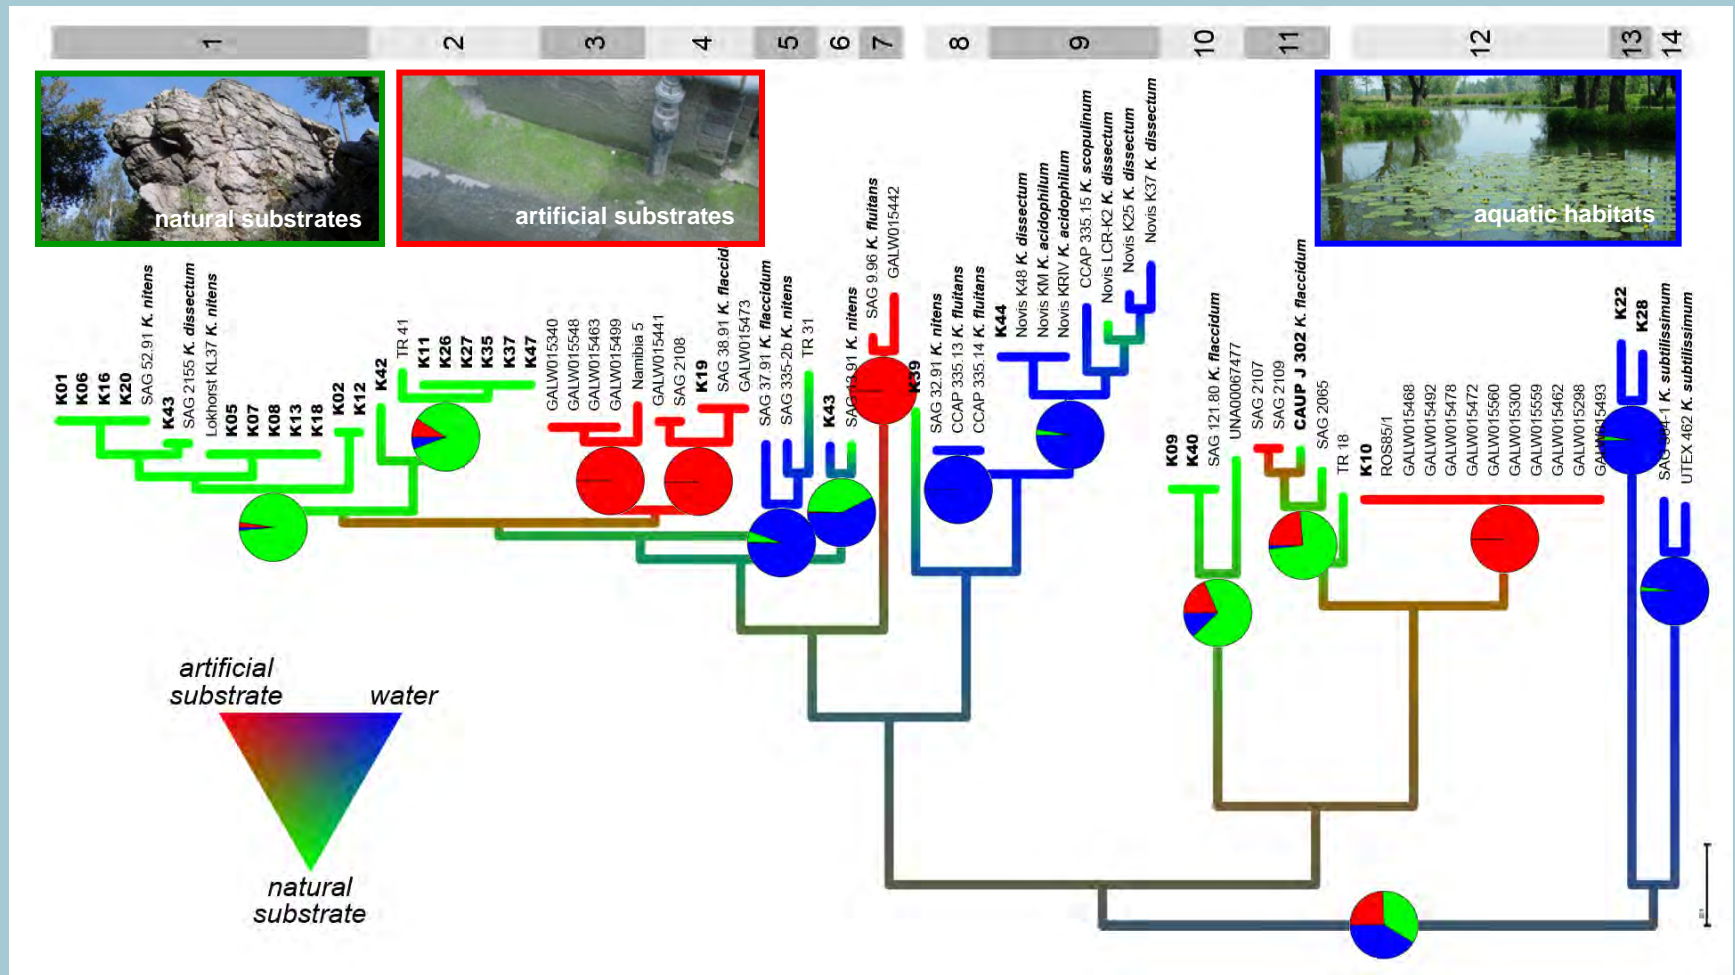 1
2
3
4
5
6
7
8
9
10
11
12
13
14
natural substrates
artificial substrates
aquatic habitats
K01
K06
K16
K20
SAG 52.91 K. nitens
K43
SAG 2155 K. dissectum
Lokhorst KL37 K. nitens
K05
K07
K08
K13
K18
K02
K12
K42
TR 41
K11
K26
K27
K35
K37
K47
GALW015340
GALW015548
GALW015463
GALW015499
Namibia 5
GALW015441
SAG 2108
K19
SAG 38.91 K. flaccid
GALW015473
SAG 37.91 K. flaccidum
SAG 335-2b K. nitens
TR 31
K43
.91 K. nitens
SAG 9.96 K. fluitans
GALW015442
K39
SAG 32.91 K. nitens
CCAP 335.13 K. fluitans
CCAP 335.14 K. fluitans
K44
Novis K48 K. dissectum
Novis KM K. acidophilum
Novis KRIV K. acidophilum
CCAP 335.15 K. scopulinum
Novis LCR-K2 K. dissectum
Novis K25 K. dissectum
Novis K37 K. dissectum
K09
K40
SAG 121.80 K. flaccidum
UNA00067477
SAG 2107
SAG 2109
CAUP J 302 K. flaccidum
SAG 2065
TR 18
K10
ROS85/1
GALW015468
GALW015492
GALW015478
GALW015472
GALW015560
GALW015300
GALW015559
GALW015462
GALW015298
GALW015493
K22
K28
K. subtilissimum
UTEX 462 K. subtilissimum
artificial
substrate
water
natural
substrate